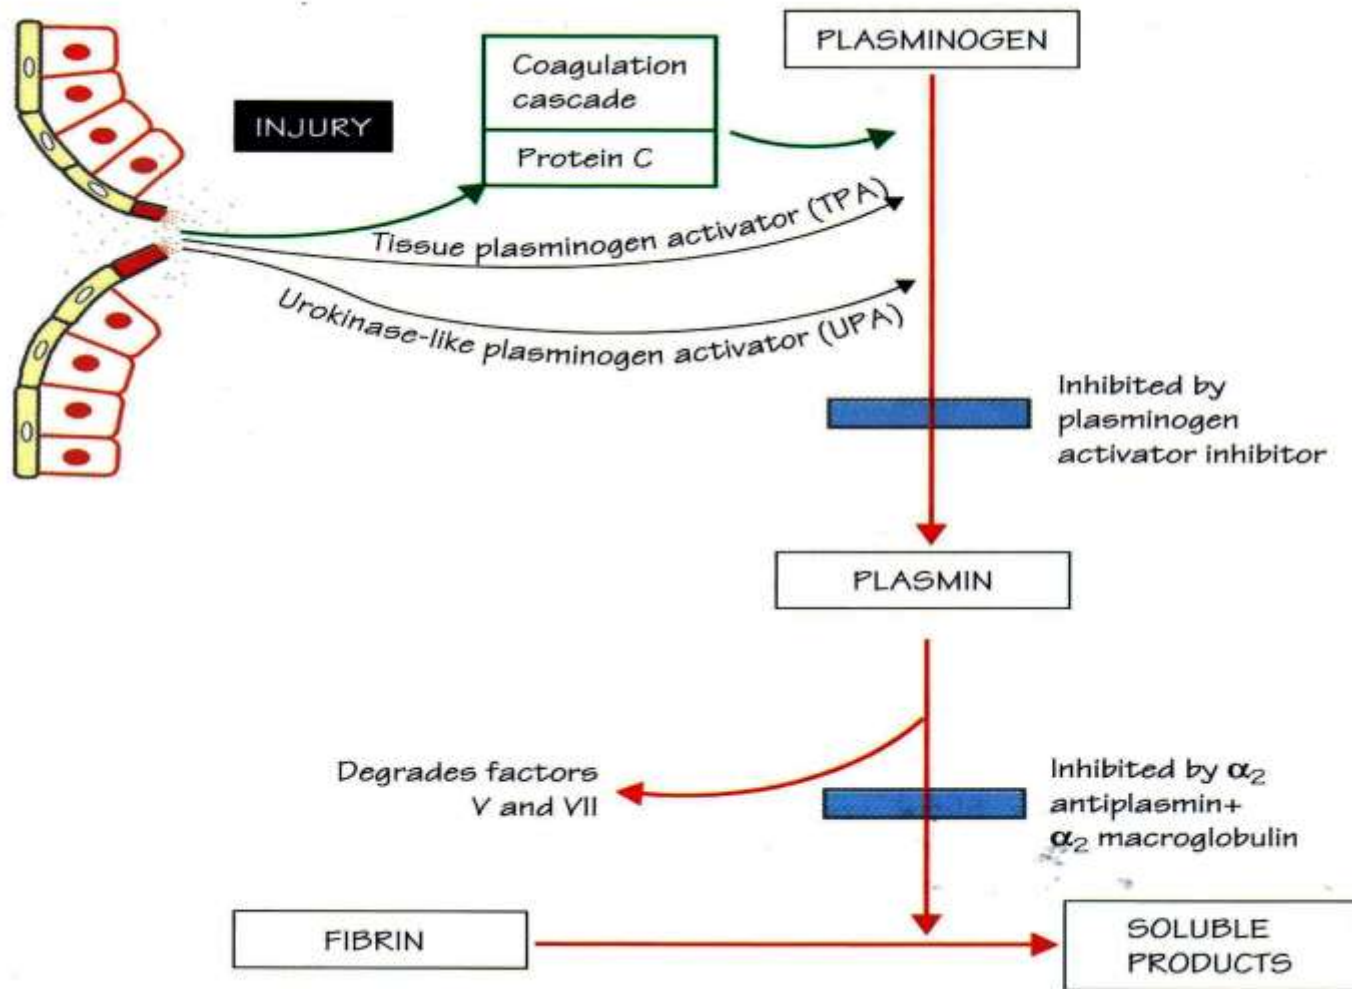 PLASMINOGEN
Coagulation
cascade
Protein C
INJURY
Tissue plasminogen activator (TPA)
Urokinase-like plasminogen activator (UPA)
Inhibited by
plasminogen
activator inhibitor
PLASMIN
Degrades factors
V and VII
Inhibited by α₂
antiplasmin+
α₂ macroglobulin
FIBRIN
SOLUBLE
PRODUCTS